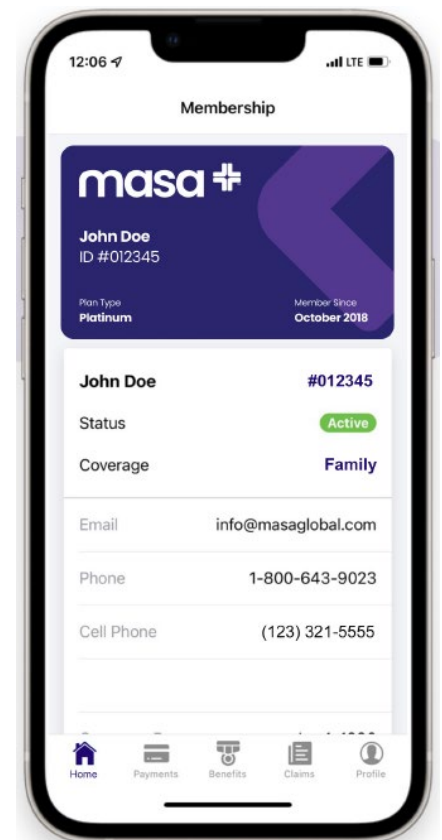 12:06 LTE
Membership
masa
John Doe
ID #012345
Plan Type Member Since
Platinum October 2018
John Doe #012345
Status Active
Coverage Family
Email info@masaglobal.com
Phone 1-800-643-9023
Cell Phone (123) 321-5555
Home Payments Benefits Claims Profile